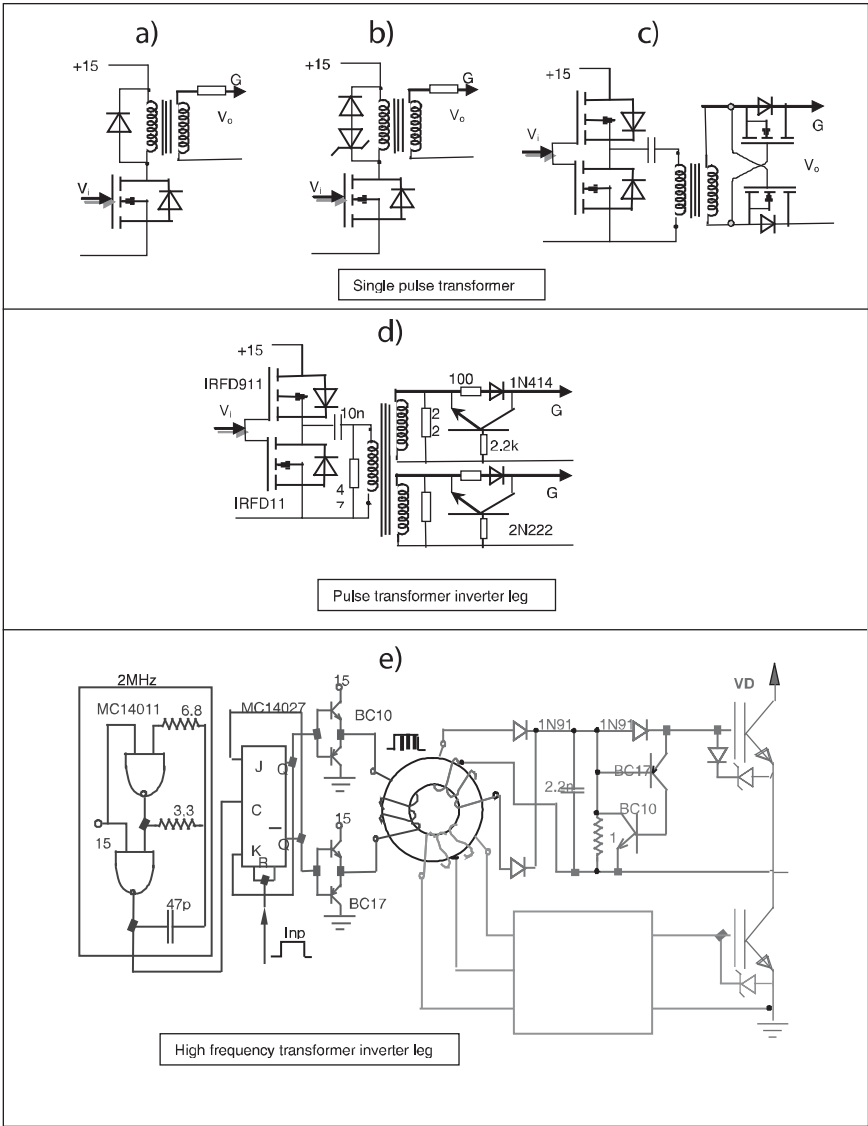 a)
+15
G
Vo
Vi
b)
+15
G
Vo
Vi
c)
+15
Vi
G
Vo
Single pulse transformer
d)
+15
IRFD911
Vi
10n
4
7
IRFD11
100
1N414
G
2
2
2.2k
G
2N222
Pulse transformer inverter leg
e)
2MHz
MC14011
6.8
3.3
15
47p
MC14027
J
Q
C
K
Q
R
Inp
15
BC10
15
BC17
1N91
1N91
2.2n
BC17
BC10
1
VD
High frequency transformer inverter leg